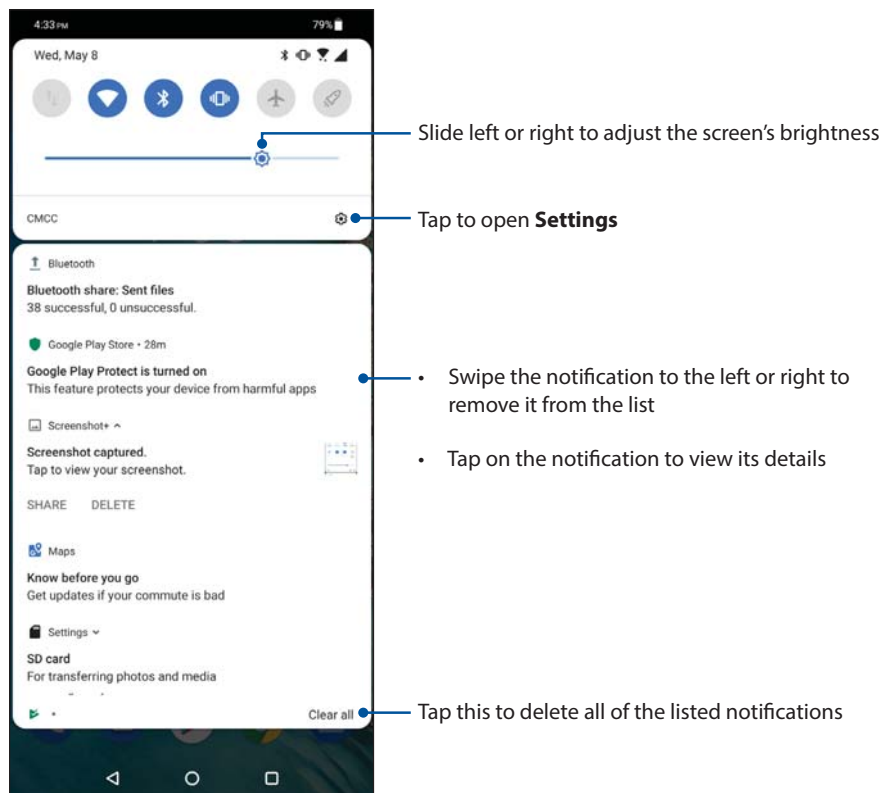 4:33 PM 79%
Wed, May 8
Slide left or right to adjust the screen's brightness
CMCC
Tap to open Settings
Bluetooth
Bluetooth share: Sent files
38 successful, 0 unsuccessful.
Google Play Store • 28m
Google Play Protect is turned on
This feature protects your device from harmful apps
• Swipe the notification to the left or right to
remove it from the list
Screenshot+
Screenshot captured.
Tap to view your screenshot.
• Tap on the notification to view its details
SHARE DELETE
Maps
Know before you go
Get updates if your commute is bad
Settings
SD card
For transferring photos and media
Clear all
Tap this to delete all of the listed notifications